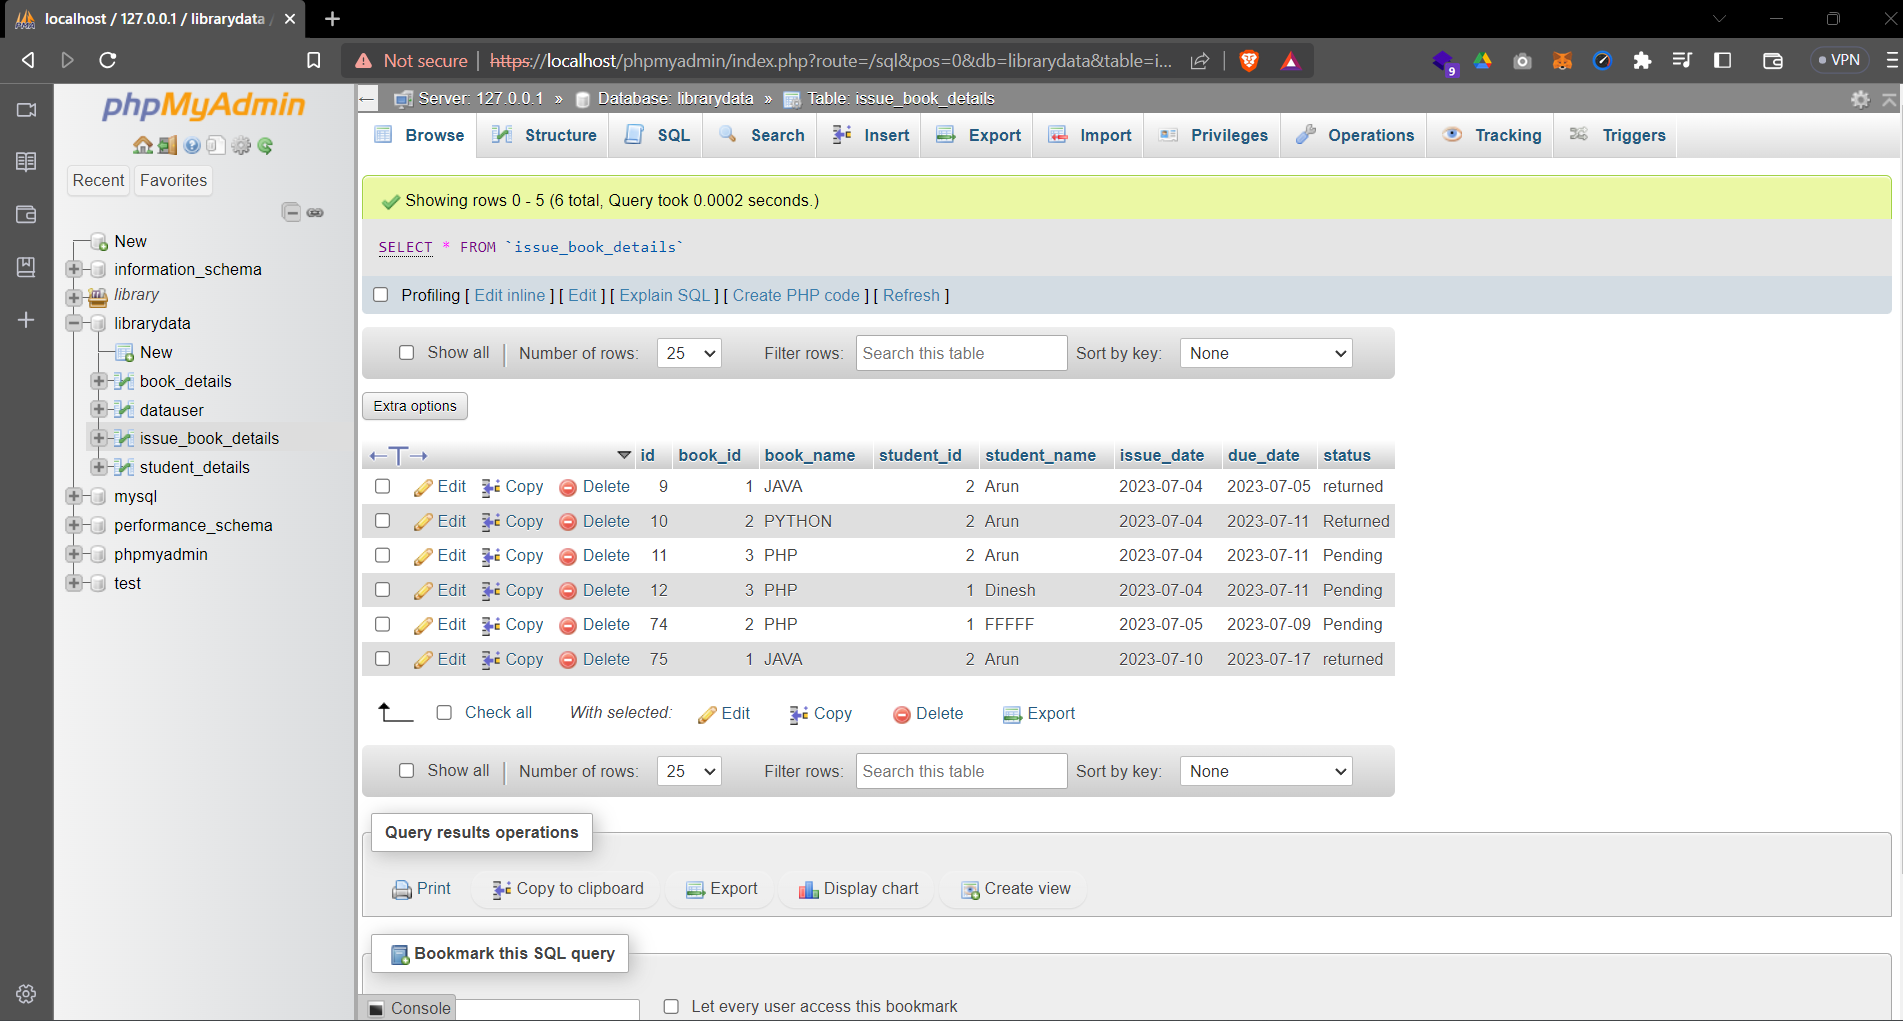 localhost / 127.0.0.1 / librarydata /
Not secure | https://localhost/phpmyadmin/index.php?route=/sql&pos=0&db=librarydata&table=i...
9
VPN
phpMyAdmin
Recent Favorites
New
information_schema
library
librarydata
New
book_details
datauser
issue_book_details
student_details
mysql
performance_schema
phpmyadmin
test
Server: 127.0.0.1 » Database: librarydata » Table: issue_book_details
Browse Structure SQL Search Insert Export Import Privileges Operations Tracking Triggers
Showing rows 0 - 5 (6 total, Query took 0.0002 seconds.)
SELECT * FROM `issue_book_details`
Profiling [ Edit inline ] [ Edit ] [ Explain SQL ] [ Create PHP code ] [ Refresh ]
Show all | Number of rows: 25 Filter rows: Search this table Sort by key: None
Extra options
←T→ id book_id book_name student_id student_name issue_date due_date status
Edit Copy Delete 9 1 JAVA 2 Arun 2023-07-04 2023-07-05 returned
Edit Copy Delete 10 2 PYTHON 2 Arun 2023-07-04 2023-07-11 Returned
Edit Copy Delete 11 3 PHP 2 Arun 2023-07-04 2023-07-11 Pending
Edit Copy Delete 12 3 PHP 1 Dinesh 2023-07-04 2023-07-11 Pending
Edit Copy Delete 74 2 PHP 1 FFFFF 2023-07-05 2023-07-09 Pending
Edit Copy Delete 75 1 JAVA 2 Arun 2023-07-10 2023-07-17 returned
Check all With selected: Edit Copy Delete Export
Show all | Number of rows: 25 Filter rows: Search this table Sort by key: None
Query results operations
Print Copy to clipboard Export Display chart Create view
Bookmark this SQL query
Console Let every user access this bookmark